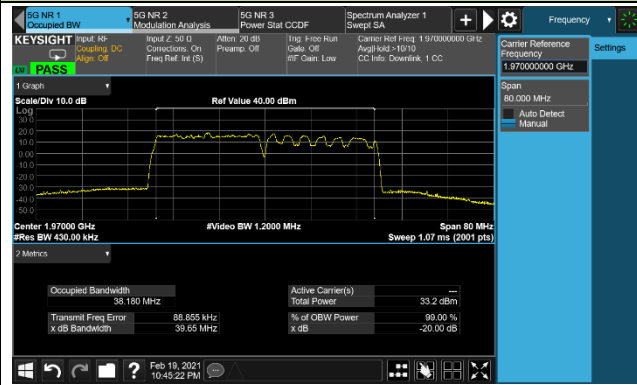 5G NR 1
Occupied BW
5G NR 2
Modulation Analysis
5G NR 3
Power Stat CCDF
Spectrum Analyzer 1
Swept SA
Frequency
KEYSIGHT
Input: RF
Coupling: DC
Align: Off
Input Z: 50 Ω
Corrections: On
Freq Ref: Int (S)
Atten: 20 dB
Preamp: Off
Trig: Free Run
Gate: Off
#IF Gain: Low
Carrier Ref Freq: 1.970000000 GHz
Avg|Hold:>10/10
CC Info: Downlink, 1 CC
LW
PASS
Carrier Reference
Frequency
1.970000000 GHz
Settings
Span
80.000 MHz
Auto Detect
Manual
1 Graph
Scale/Div 10.0 dB
Ref Value 40.00 dBm
Log
30.0
20.0
10.0
0.00
-10.0
-20.0
-30.0
-40.0
-50.0
Center 1.97000 GHz
#Video BW 1.2000 MHz
Span 80 MHz
#Res BW 430.00 kHz
Sweep 1.07 ms (2001 pts)
2 Metrics
Occupied Bandwidth
38.180 MHz
Active Carrier(s)
---
Total Power
33.2 dBm
Transmit Freq Error
88.855 kHz
% of OBW Power
99.00 %
x dB Bandwidth
39.65 MHz
x dB
-20.00 dB
?
Feb 19, 2021
10:45:22 PM